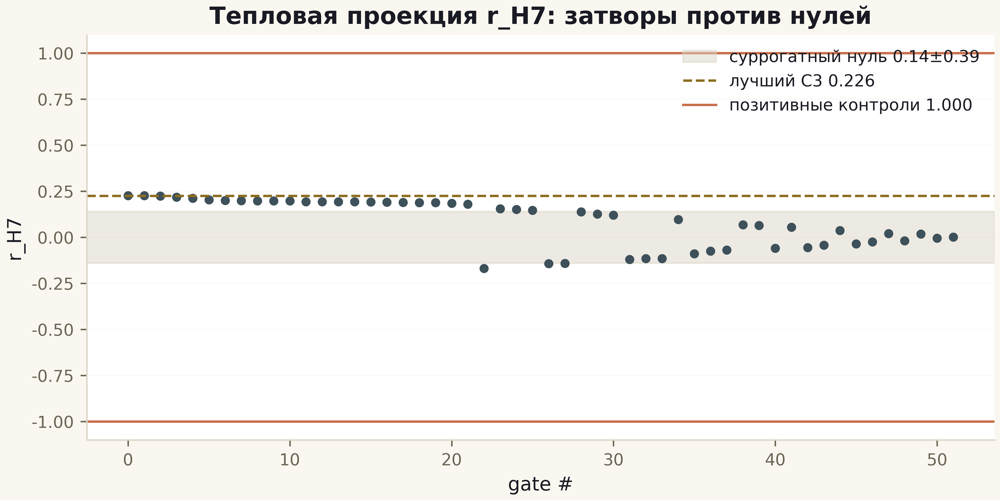 Тепловая проекция r_H7: затворы против нулей
1.00
0.75
0.50
0.25
0.00
-0.25
-0.50
-0.75
-1.00
r_H7
суррогатный нуль 0.14±0.39
лучший C3 0.226
позитивные контроли 1.000
0 10 20 30 40 50
gate #